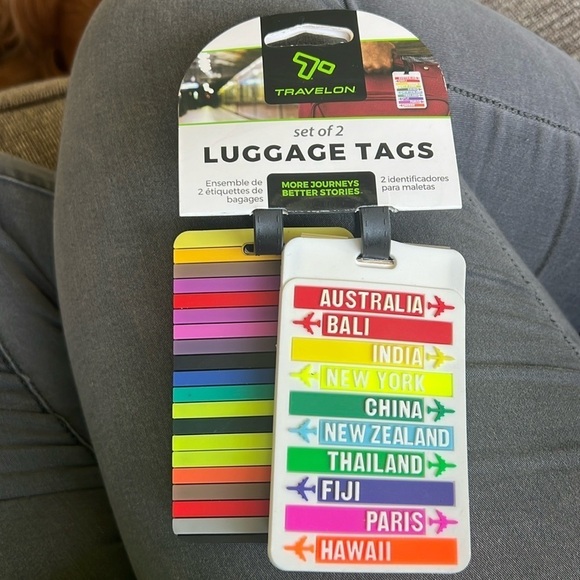 TRAVELON
set of 2
LUGGAGE TAGS
Ensemble de
2 étiquettes de
bagages
MORE JOURNEYS
BETTER STORIES
2 identificadores
para maletas
AUSTRALIA
BALI
INDIA
NEW YORK
CHINA
NEW ZEALAND
THAILAND
FIJI
PARIS
HAWAII